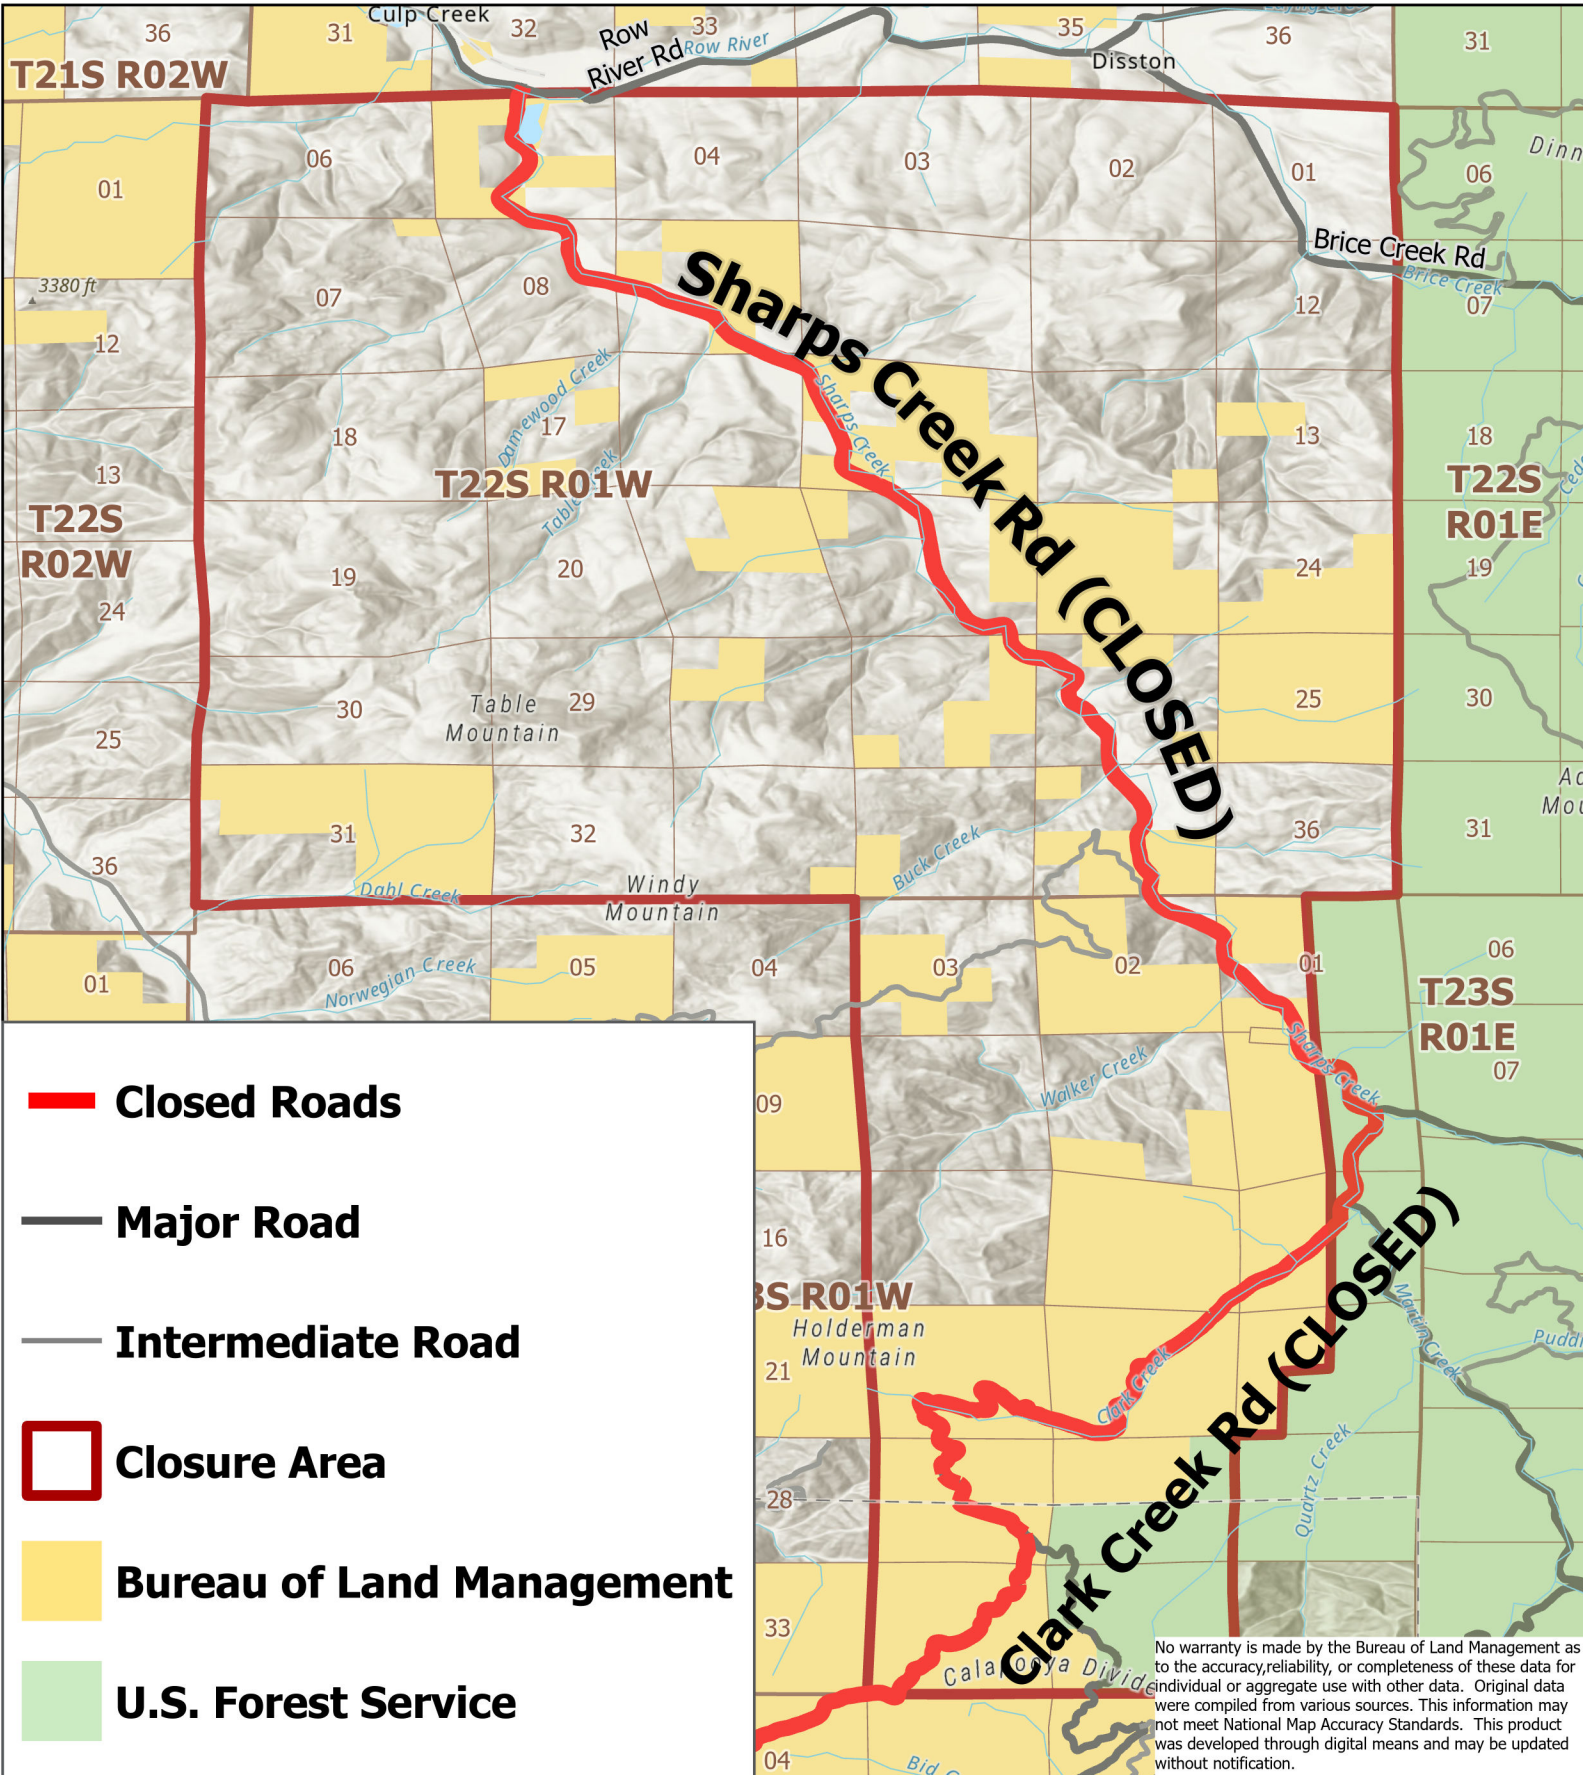 Culp Creek
36
31
32
33
35
36
31
Row
River Rd
Row River
T21S R02W
Disston
01
06
04
03
02
01
06
Dinn
Brice Creek Rd
Brice Creek
3380 ft
07
08
12
07
12
Sharps Creek Rd (CLOSED)
Damewood Creek
Sharps Creek
18
17
13
18
13
T22S R01W
Table Creek
T22S
R02W
T22S
R01E
19
20
24
19
24
Table
Mountain
30
29
25
30
25
31
32
36
31
36
Dahl Creek
Windy
Mountain
Buck Creek
01
06
05
04
03
02
01
06
Norwegian Creek
T23S
R01E
07
Sharps Creek
Walker Creek
09
16
3S R01W
Holderman
Mountain
21
Clark Creek
Martin Creek
Puddi
Quartz Creek
28
Clark Creek Rd (CLOSED)
33
Calapooya Divide
04
Closed Roads
Major Road
Intermediate Road
Closure Area
Bureau of Land Management
U.S. Forest Service
No warranty is made by the Bureau of Land Management as
to the accuracy,reliability, or completeness of these data for
individual or aggregate use with other data. Original data
were compiled from various sources. This information may
not meet National Map Accuracy Standards. This product
was developed through digital means and may be updated
without notification.